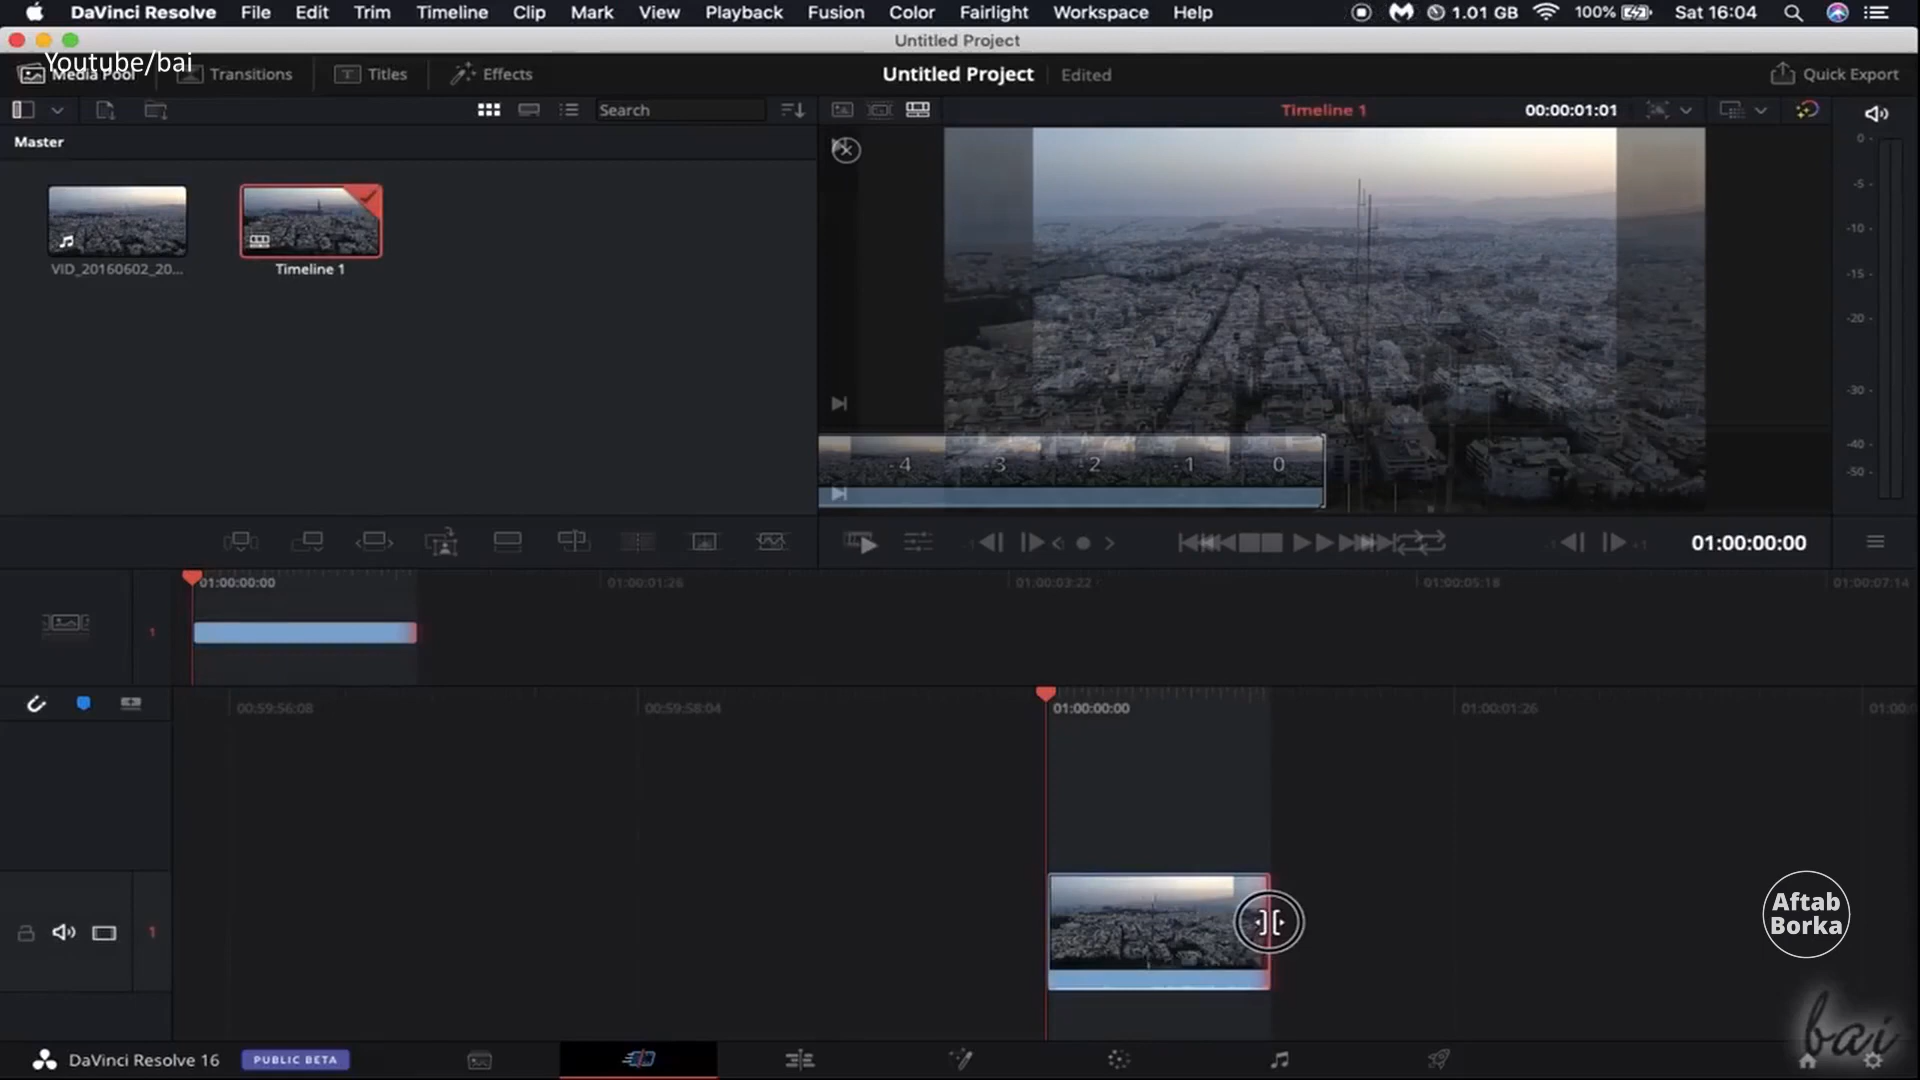 DaVinci Resolve File Edit Trim Timeline Clip Mark View Playback Fusion Color Fairlight Workspace Help 1.01 GB 100% Sat 16:04
Untitled Project
Youtube/bai
Media Pool Transitions Titles Effects Untitled Project Edited Quick Export
Search Timeline 1 00:00:01:01
Master
VID_20160602_20... Timeline 1
0
-5
-10
-15
-20
-30
-40
-50
-4 -3 -2 -1 0
01:00:00:00
01:00:00:00 01:00:01:26 01:00:03:22 01:00:05:18 01:00:07:14
1
00:59:56:08 00:59:58:04 01:00:00:00 01:00:01:26 01:00:0
1
Aftab
Borka
bai
DaVinci Resolve 16 PUBLIC BETA